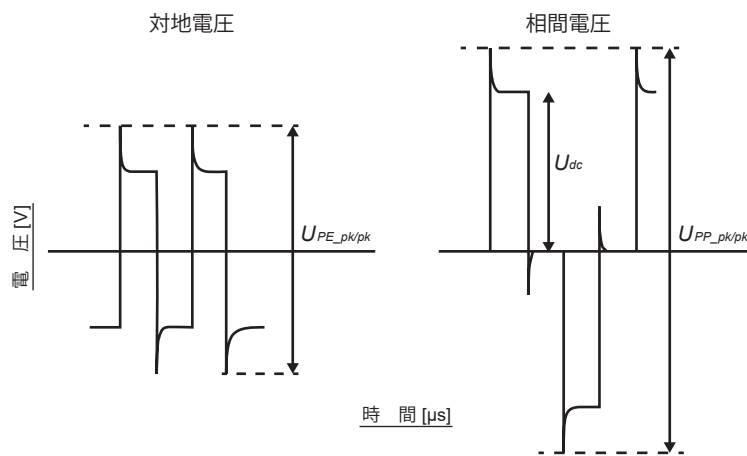 対地電圧
相間電圧
Udc
UPE_pk/pk
UPP_pk/pk
電 圧 [V]
時 間 [µs]